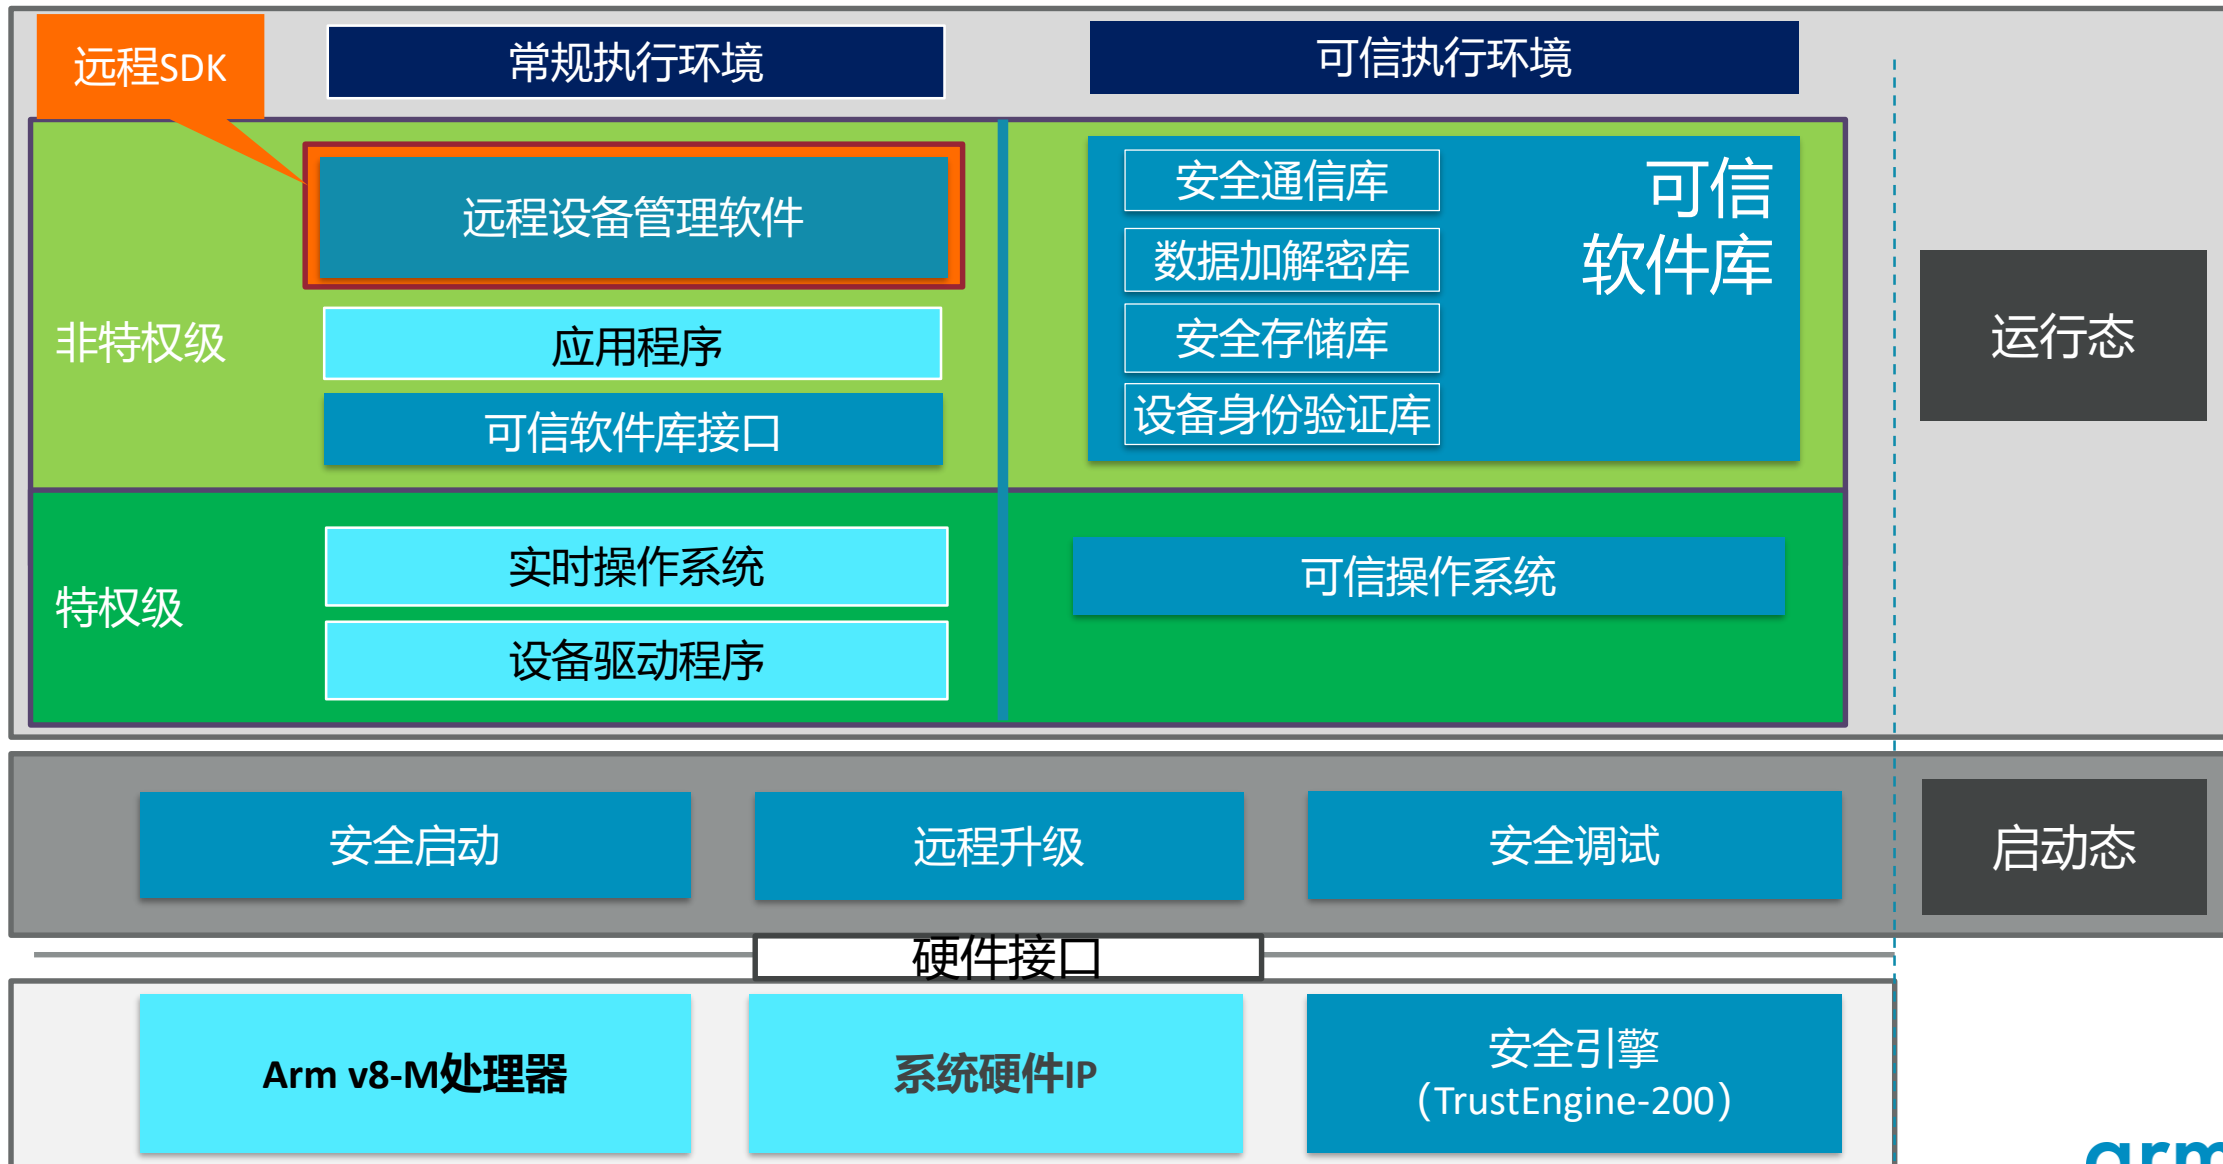 远程SDK
常规执行环境
可信执行环境
远程设备管理软件
非特权级
应用程序
可信软件库接口
安全通信库
数据加解密库
安全存储库
设备身份验证库
可信
软件库
运行态
特权级
实时操作系统
设备驱动程序
可信操作系统
安全启动
远程升级
安全调试
启动态
硬件接口
Arm v8-M处理器
系统硬件IP
安全引擎
（TrustEngine-200）
arm